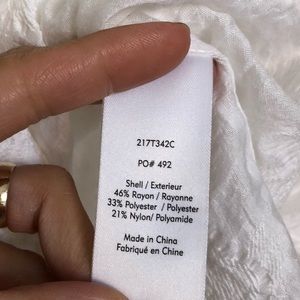 217T342C
PO# 492
Shell / Exterieur
46% Rayon / Rayanne
33% Polyester / Polyester
21% Nylon/ Polyamide
Made in China
Fabriqué en Chine